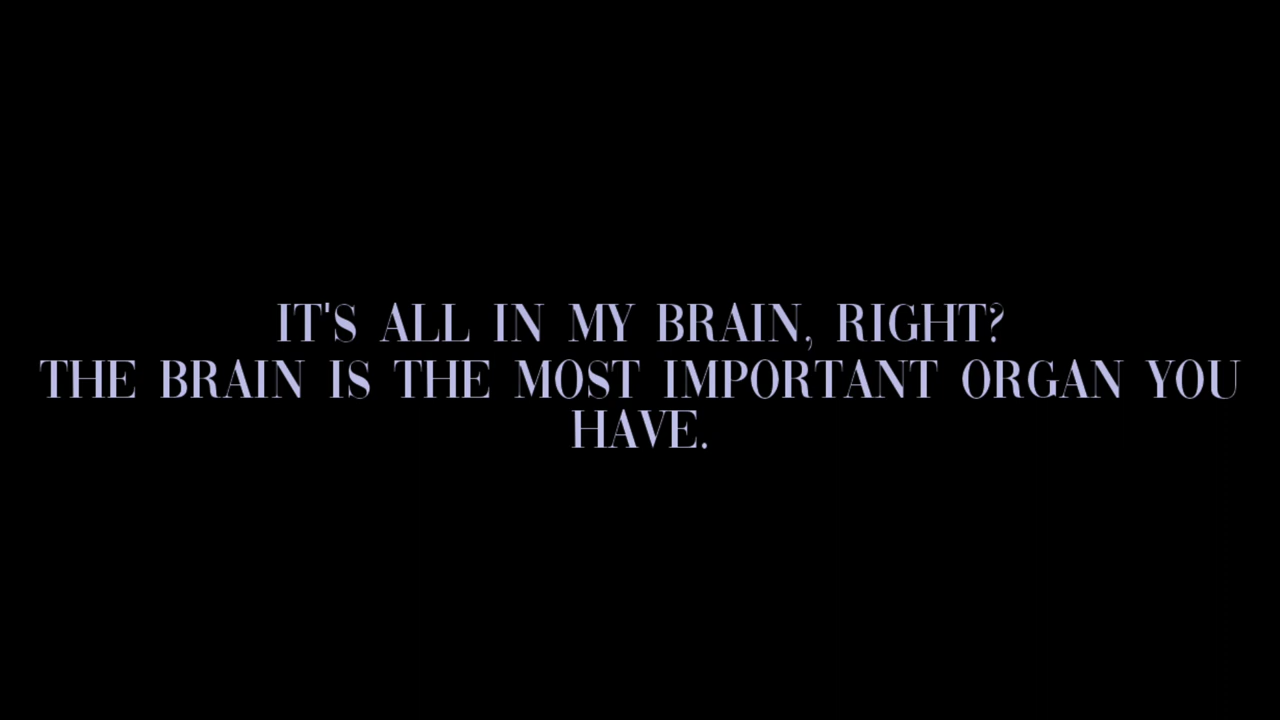 IT'S ALL IN MY BRAIN, RIGHT?
THE BRAIN IS THE MOST IMPORTANT ORGAN YOU
HAVE.